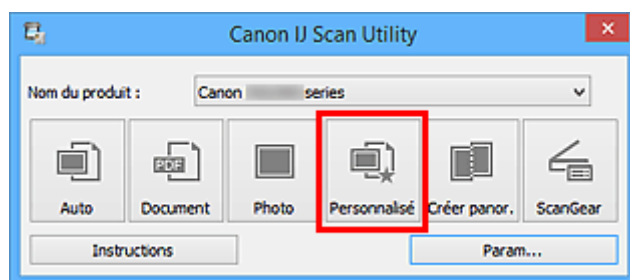 Canon IJ Scan Utility
Nom du produit : Canon series
PDF
Auto Document Photo Personnalisé Créer panor. ScanGear
Instructions Param...